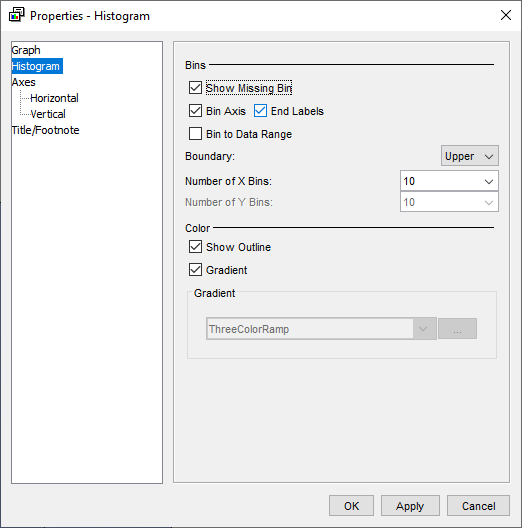 Properties - Histogram
Graph
Histogram
Axes
Horizontal
Vertical
Title/Footnote
Bins
Show Missing Bin
Bin Axis End Labels
Bin to Data Range
Boundary: Upper
Number of X Bins: 10
Number of Y Bins: 10
Color
Show Outline
Gradient
Gradient
ThreeColorRamp ...
OK Apply Cancel